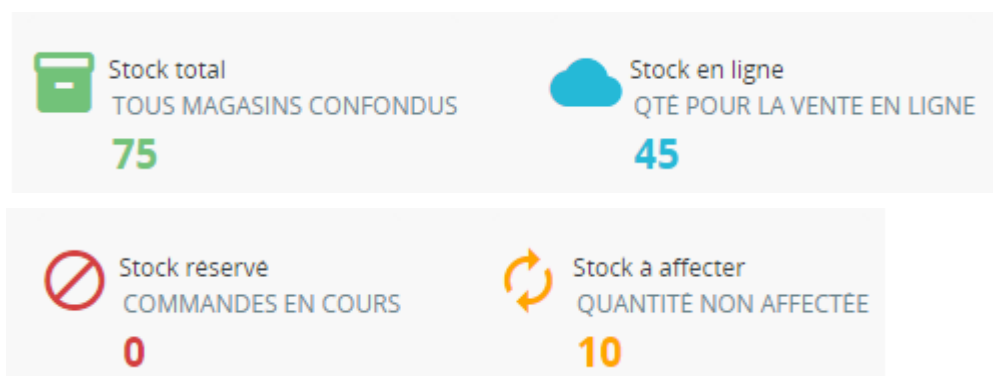 Stock total
TOUS MAGASINS CONFONDUS
75
Stock en ligne
QTÉ POUR LA VENTE EN LIGNE
45
Stock réservé
COMMANDES EN COURS
0
Stock à affecter
QUANTITÉ NON AFFECTÉE
10